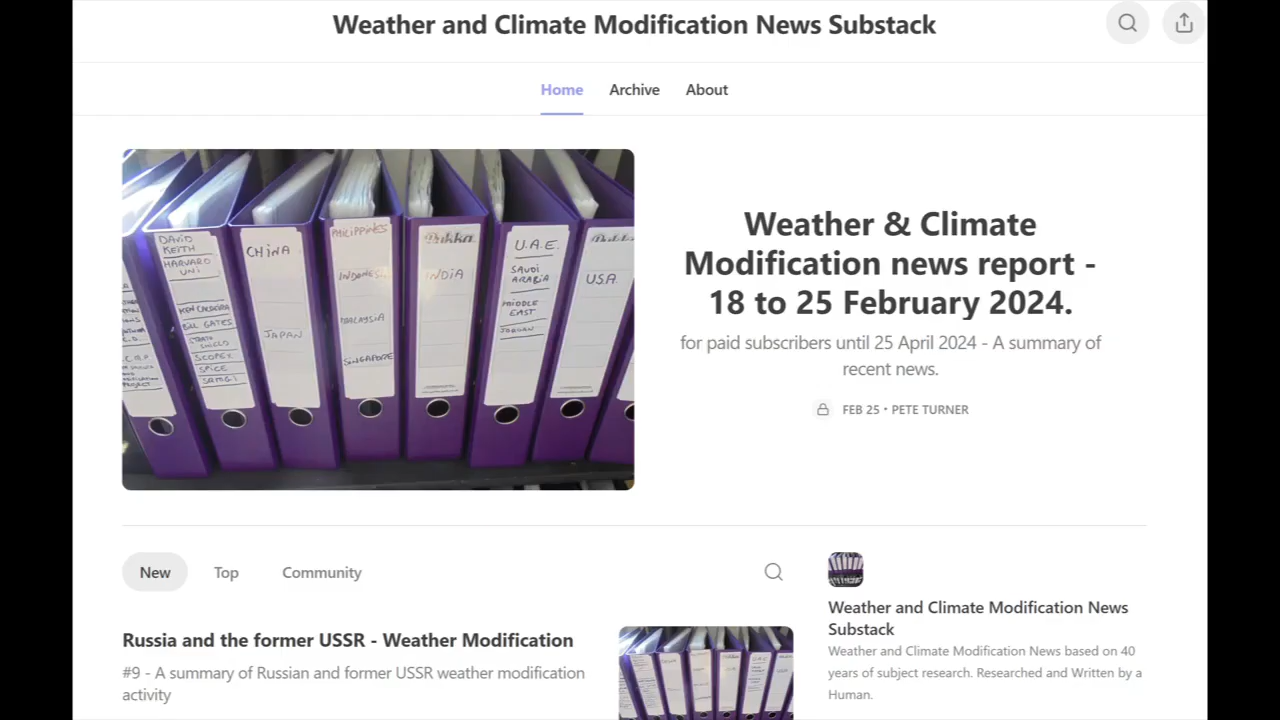 Weather and Climate Modification News Substack
Home Archive About
DAVID
KEITH
HARVARD
UNI
KEN CALDEIRA
BILL GATES
STRATO
SHIELD
SCOPEX
SPICE
CHINA
JAPAN
PHILIPPINES
INDONESIA
MALAYSIA
SINGAPORE
Pukka
INDIA
U.A.E.
SAUDI
ARABIA
MIDDLE
EAST
JORDAN
Pukka
USA.
Weather & Climate
Modification news report -
18 to 25 February 2024.
for paid subscribers until 25 April 2024 - A summary of
recent news.
FEB 25 • PETE TURNER
New Top Community
Russia and the former USSR - Weather Modification
#9 - A summary of Russian and former USSR weather modification
activity
Weather and Climate Modification News
Substack
Weather and Climate Modification News based on 40
years of subject research. Researched and Written by a
Human.